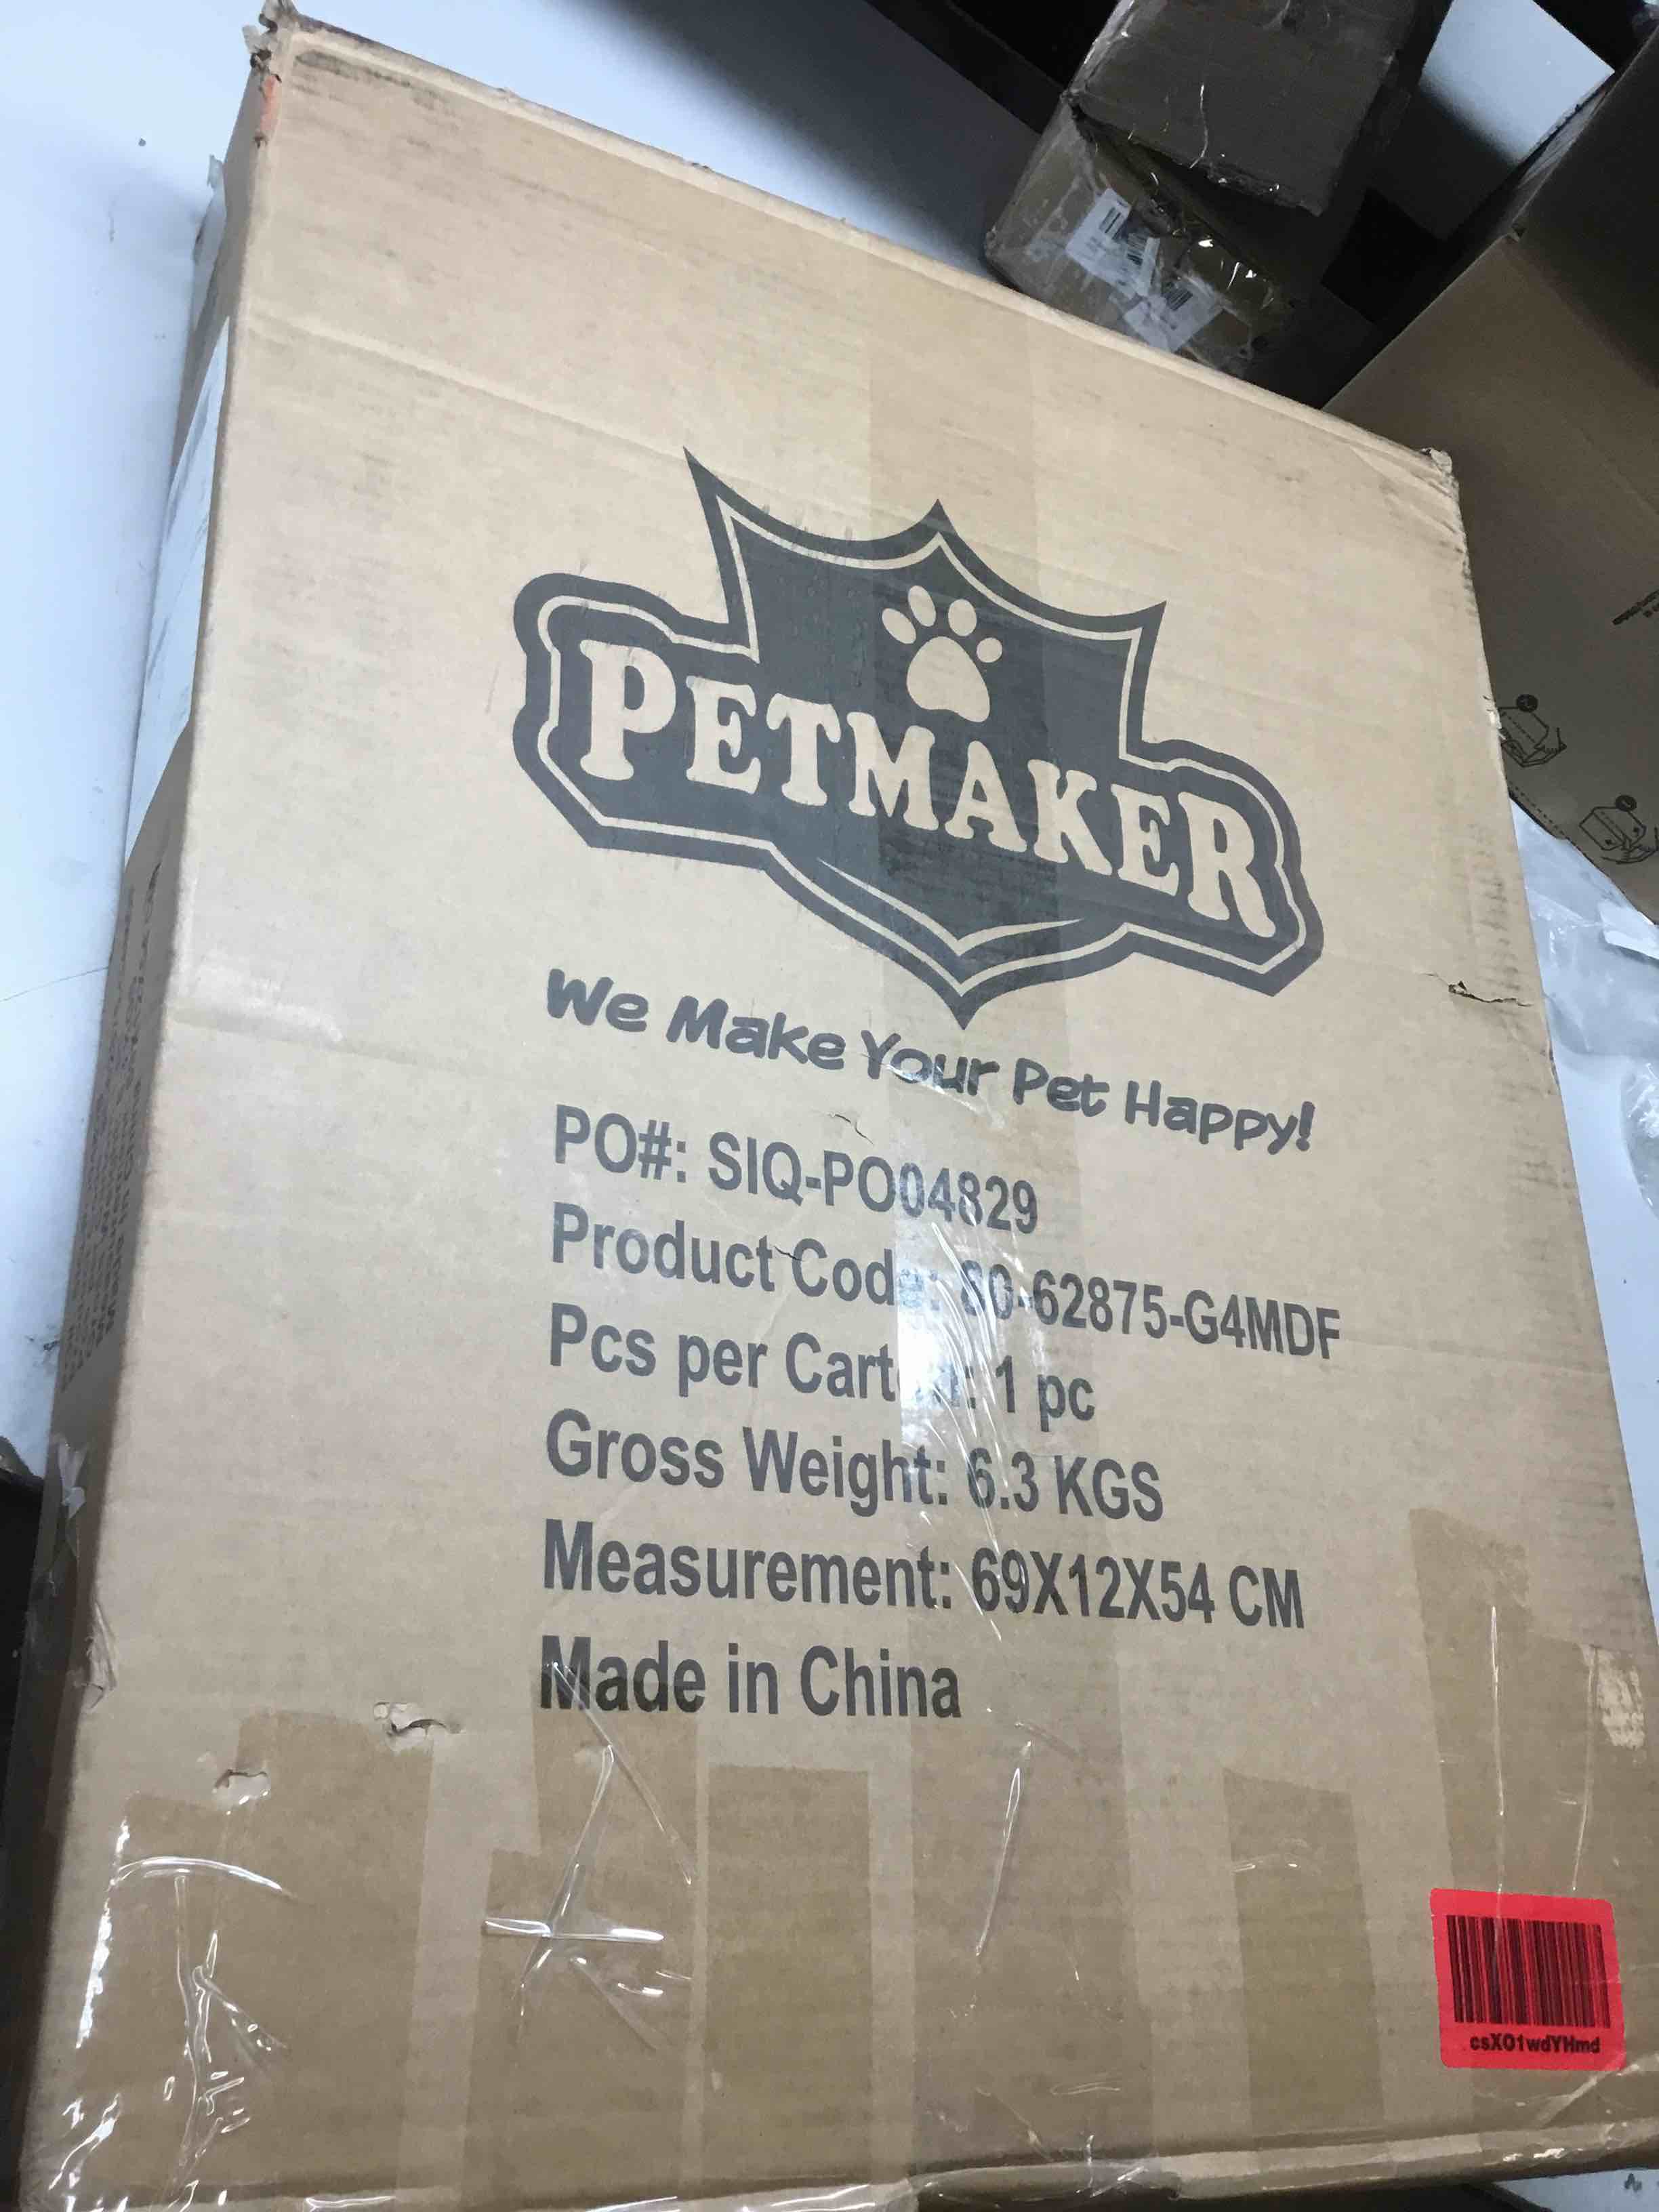 PETMAKER
We Make Your Pet Happy!
PO#: SIQ-PO04829
Product Code: 80-62875-G4MDF
Pcs per Carton: 1 pc
Gross Weight: 6.3 KGS
Measurement: 69X12X54 CM
Made in China
csXO1wdYHmd